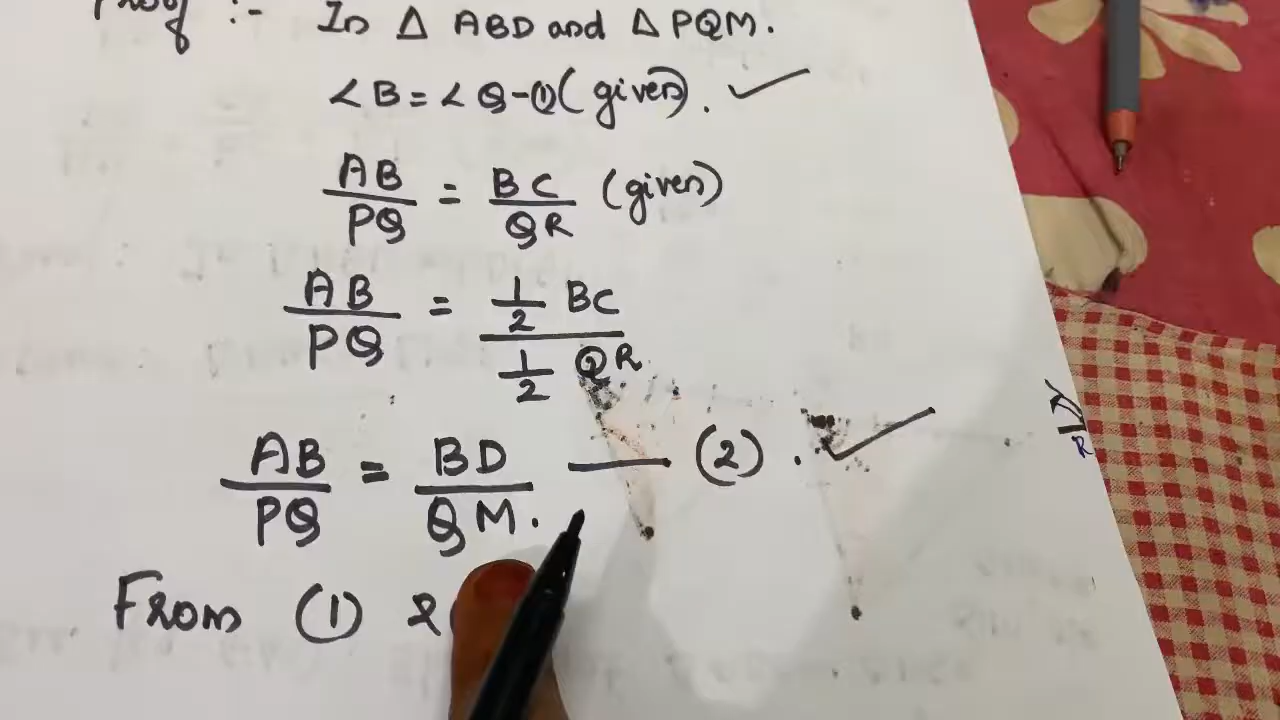 Proof :- In Δ ABD and Δ PQM.
∠B = ∠Q - ① (given).
AB/PQ = BC/QR (given)
AB/PQ = 1/2 BC / 1/2 QR
AB/PQ = BD/QM. — (2).
From (1) &
R